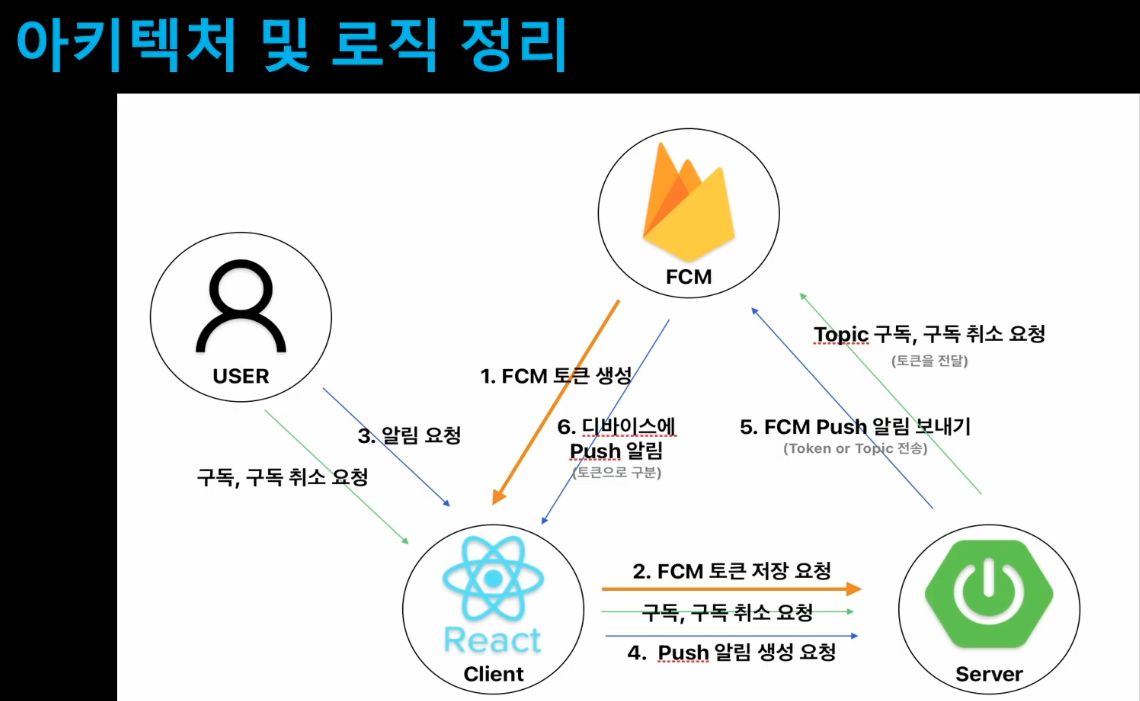 아키텍처 및 로직 정리
FCM
USER
Topic 구독, 구독 취소 요청
(토큰을 전달)
1. FCM 토큰 생성
3. 알림 요청
6. 디바이스에
Push 알림
(토큰으로 구분)
5. FCM Push 알림 보내기
(Token or Topic 전송)
구독, 구독 취소 요청
2. FCM 토큰 저장 요청
구독, 구독 취소 요청
4. Push 알림 생성 요청
React
Client
Server